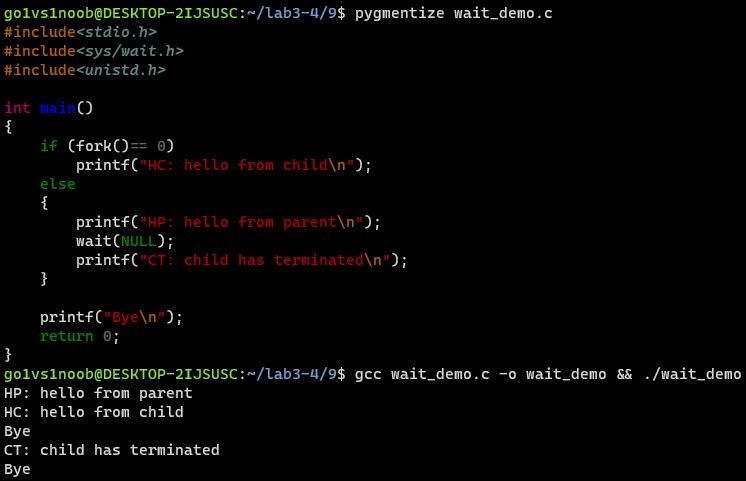 go1vs1noob@DESKTOP-2IJSUSC:~/lab3-4/9$ pygmentize wait_demo.c
#include<stdio.h>
#include<sys/wait.h>
#include<unistd.h>
int main()
{
    if (fork()== 0)
        printf("HC: hello from child\n");
    else
    {
        printf("HP: hello from parent\n");
        wait(NULL);
        printf("CT: child has terminated\n");
    }
    printf("Bye\n");
    return 0;
}
go1vs1noob@DESKTOP-2IJSUSC:~/lab3-4/9$ gcc wait_demo.c -o wait_demo && ./wait_demo
HP: hello from parent
HC: hello from child
Bye
CT: child has terminated
Bye